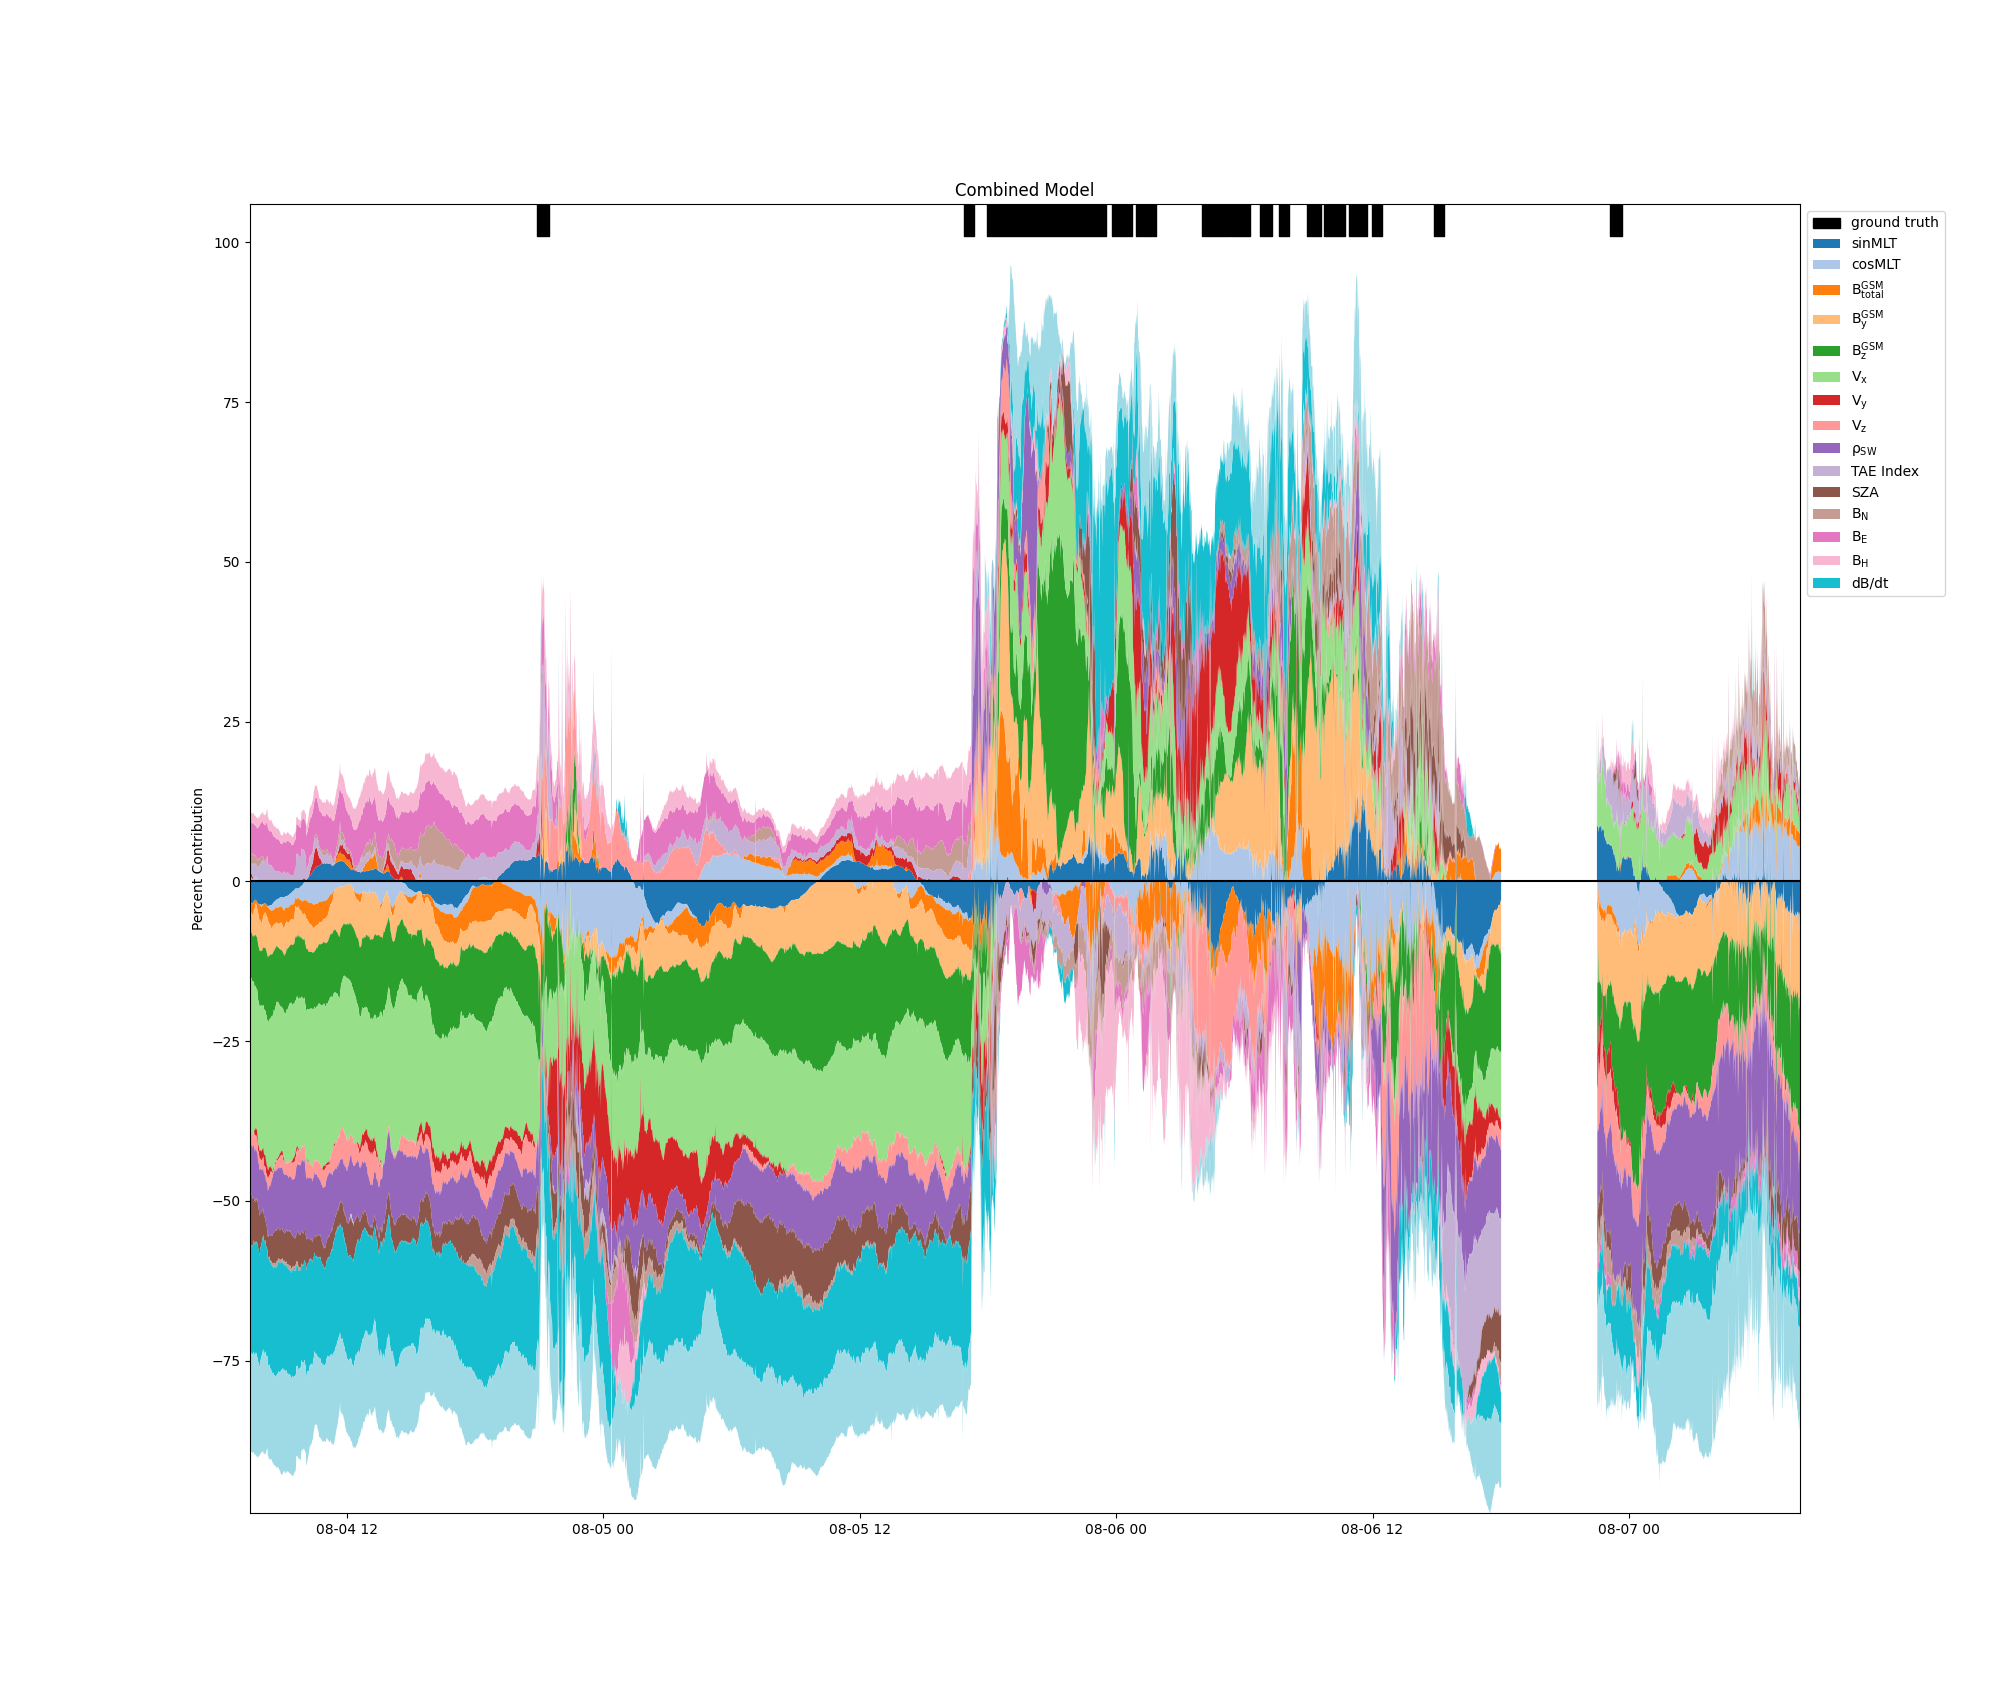 Combined Model
100
75
50
25
0
−25
−50
−75
Percent Contribution
08-04 12
08-05 00
08-05 12
08-06 00
08-06 12
08-07 00
ground truth
sinMLT
cosMLT
B_total^GSM
B_y^GSM
B_z^GSM
V_x
V_y
V_z
ρ_SW
TAE Index
SZA
B_N
B_E
B_H
dB/dt